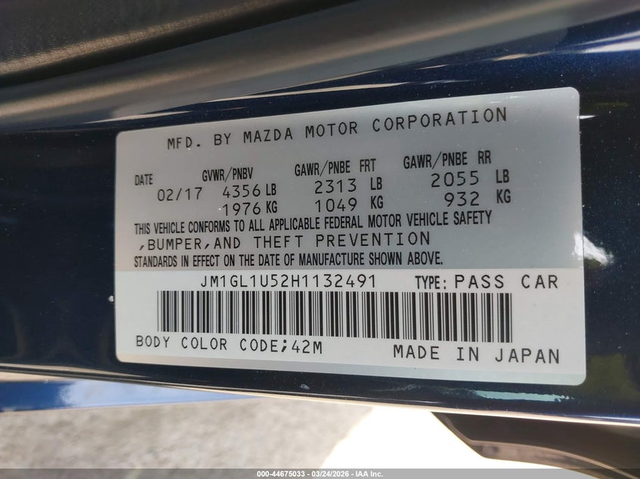 MFD. BY MAZDA MOTOR CORPORATION
DATE GVWR/PNBV GAWR/PNBE FRT GAWR/PNBE RR
02/17 4356 LB 2313 LB 2055 LB
1976 KG 1049 KG 932 KG
THIS VEHICLE CONFORMS TO ALL APPLICABLE FEDERAL MOTOR VEHICLE SAFETY
,BUMPER,AND THEFT PREVENTION
STANDARDS IN EFFECT ON THE DATE OF MANUFACTURE SHOWN ABOVE.
JM1GL1U52H1132491 TYPE: PASS CAR
BODY COLOR CODE;42M MADE IN JAPAN
000-44675033 - 03/24/2026 - IAA Inc.